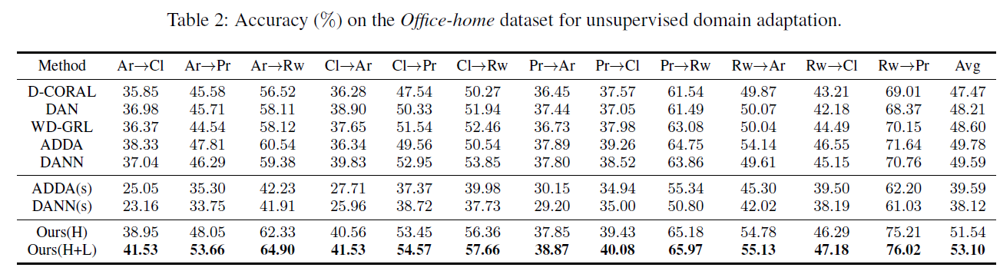 Table 2: Accuracy (%) on the Office-home dataset for unsupervised domain adaptation.
Method Ar→Cl Ar→Pr Ar→Rw Cl→Ar Cl→Pr Cl→Rw Pr→Ar Pr→Cl Pr→Rw Rw→Ar Rw→Cl Rw→Pr Avg
D-CORAL 35.85 45.58 56.52 36.28 47.54 50.27 36.45 37.57 61.54 49.87 43.21 69.01 47.47
DAN 36.98 45.71 58.11 38.90 50.33 51.94 37.44 37.05 61.49 50.07 42.18 68.37 48.21
WD-GRL 36.37 44.54 58.12 37.65 51.54 52.46 36.73 37.98 63.08 50.04 44.49 70.15 48.60
ADDA 38.33 47.81 60.54 36.34 49.56 50.54 37.89 39.26 64.75 54.14 46.55 71.64 49.78
DANN 37.04 46.29 59.38 39.83 52.95 53.85 37.80 38.52 63.86 49.61 45.15 70.76 49.59
ADDA(s) 25.05 35.30 42.23 27.71 37.37 39.98 30.15 34.94 55.34 45.30 39.50 62.20 39.59
DANN(s) 23.16 33.75 41.91 25.96 38.72 37.73 29.20 35.00 50.80 42.02 38.19 61.03 38.12
Ours(H) 38.95 48.05 62.33 40.56 53.45 56.36 37.85 39.43 65.18 54.78 46.29 75.21 51.54
Ours(H+L) 41.53 53.66 64.90 41.53 54.57 57.66 38.87 40.08 65.97 55.13 47.18 76.02 53.10